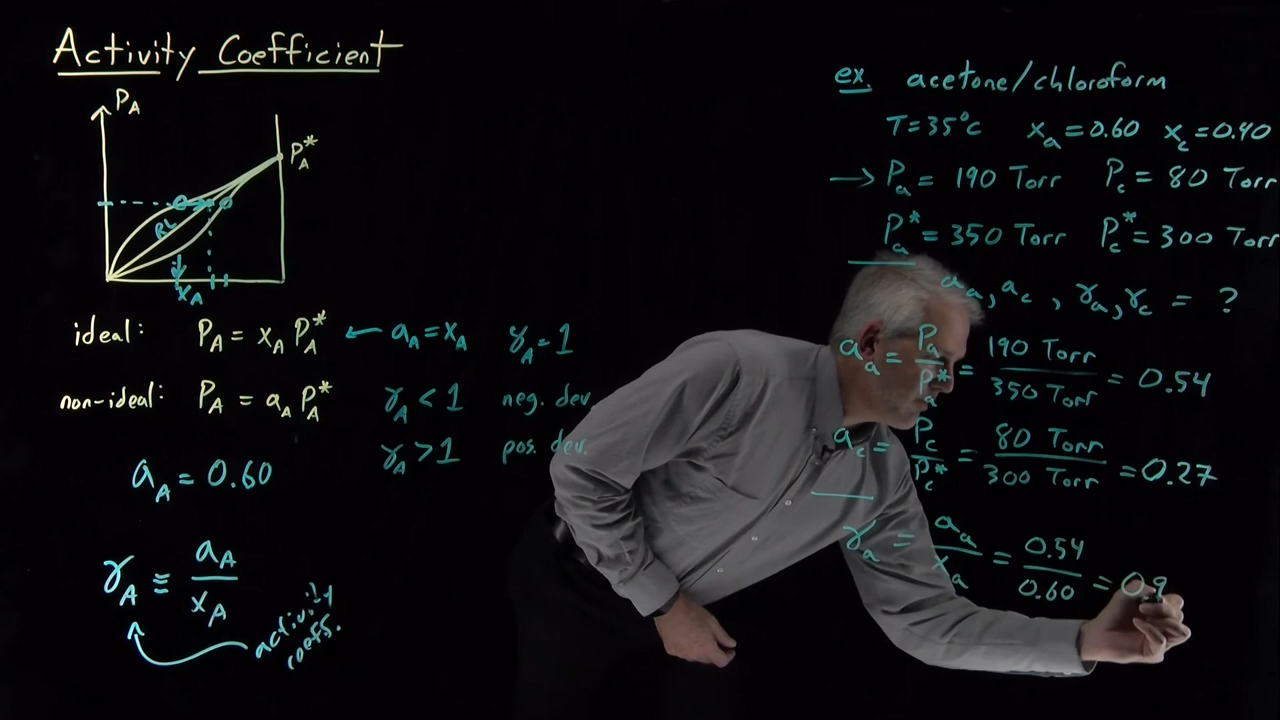 Activity Coefficient
P_A
P_A*
RL
x_A
ideal: P_A = x_A P_A* ← a_A = x_A γ_A = 1
non-ideal: P_A = a_A P_A* γ_A < 1 neg. dev
γ_A > 1 pos. dev.
a_A = 0.60
γ_A ≡ a_A / x_A
activity
coeff.
ex. acetone/chloroform
T = 35°C x_a = 0.60 x_c = 0.40
→ P_a = 190 Torr P_c = 80 Torr
P_a* = 350 Torr P_c* = 300 Torr
a_a, a_c, γ_a, γ_c = ?
a_a = P_a / P_a* = 190 Torr / 350 Torr = 0.54
a_c = P_c / P_c* = 80 Torr / 300 Torr = 0.27
γ_a = a_a / x_a = 0.54 / 0.60 = 0.9